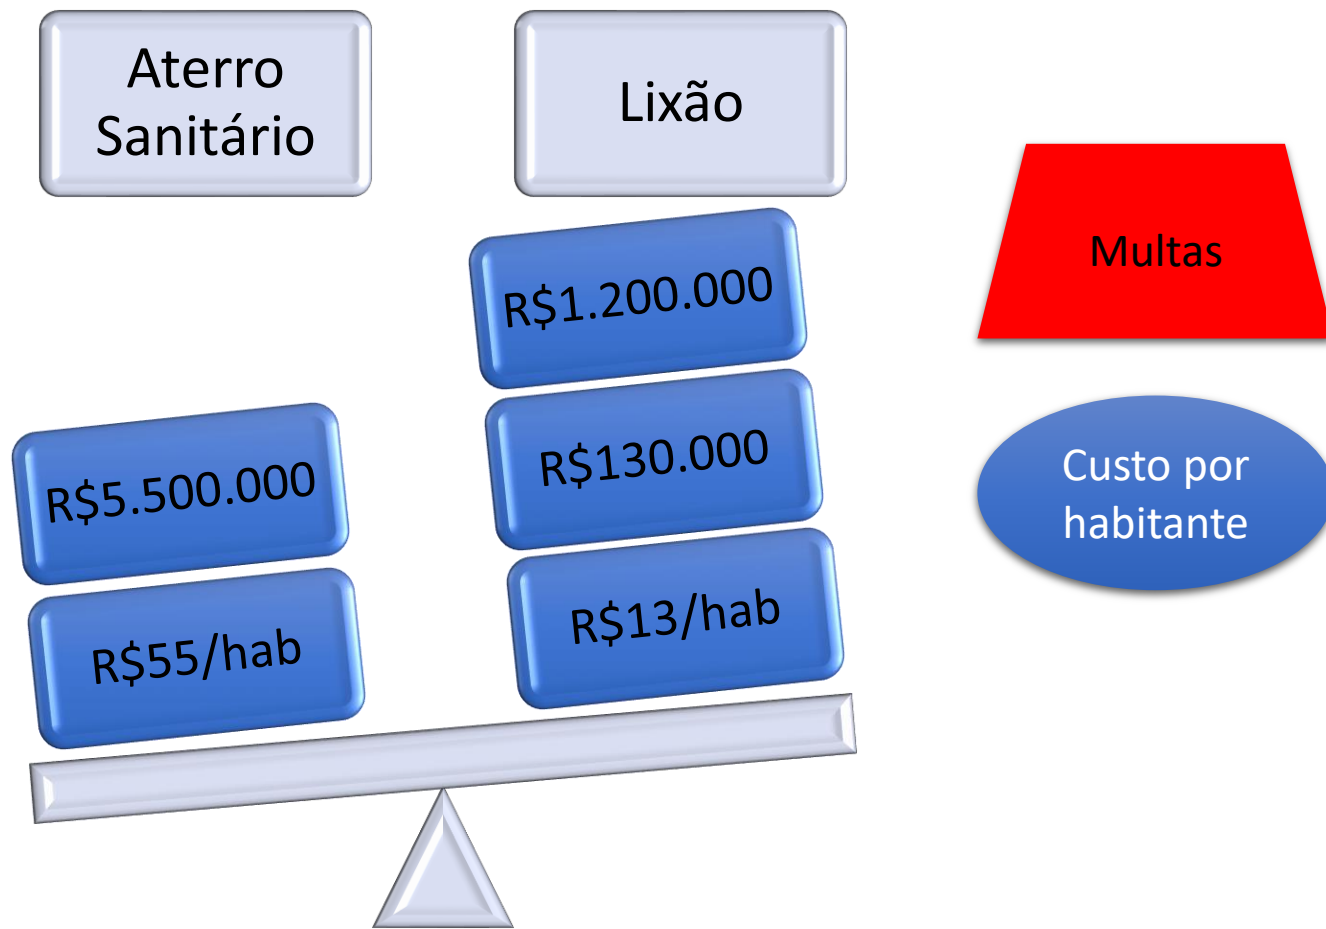 Aterro
Sanitário
Lixão
R$5.500.000
R$55/hab
R$1.200.000
R$130.000
R$13/hab
Multas
Custo por
habitante